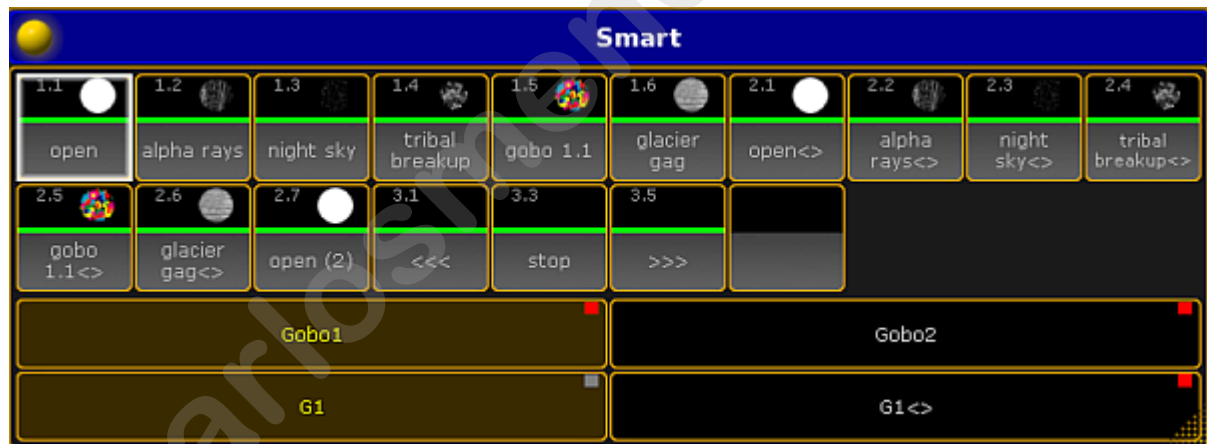 Smart
1.1
1.2
1.3
1.4
1.5
1.6
2.1
2.2
2.3
2.4
open
alpha rays
night sky
tribal
breakup
gobo 1.1
glacier
gag
open<>
alpha
rays<>
night
sky<>
tribal
breakup<>
2.5
2.6
2.7
3.1
3.3
3.5
gobo
1.1<>
glacier
gag<>
open (2)
<<<
stop
>>>
Gobo1
Gobo2
G1
G1<>
arlosmen